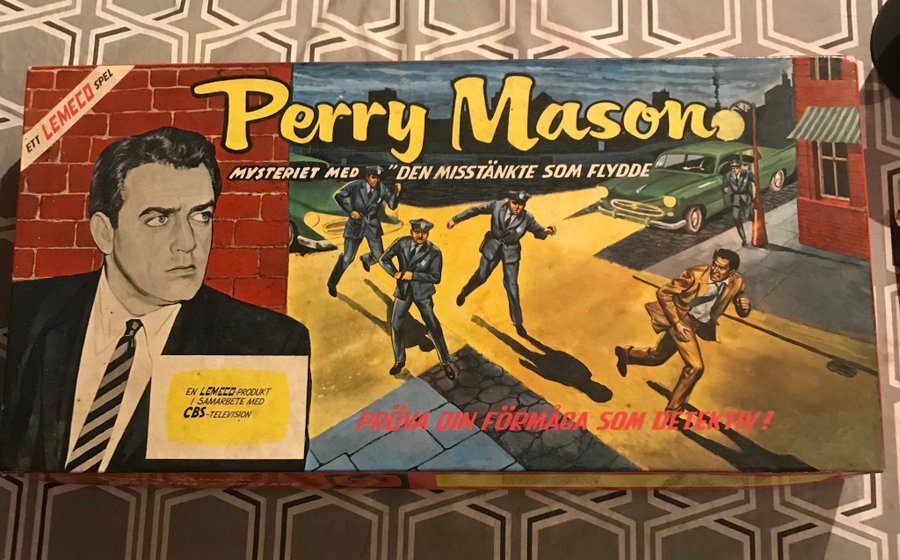 ETT LEMECO SPEL
Perry Mason
MYSTERIET MED "DEN MISSTÄNKTE SOM FLYDDE
EN LEMECO-PRODUKT
I SAMARBETE MED
CBS-TELEVISION
PRÖVA DIN FÖRMÅGA SOM DETEKTIV!